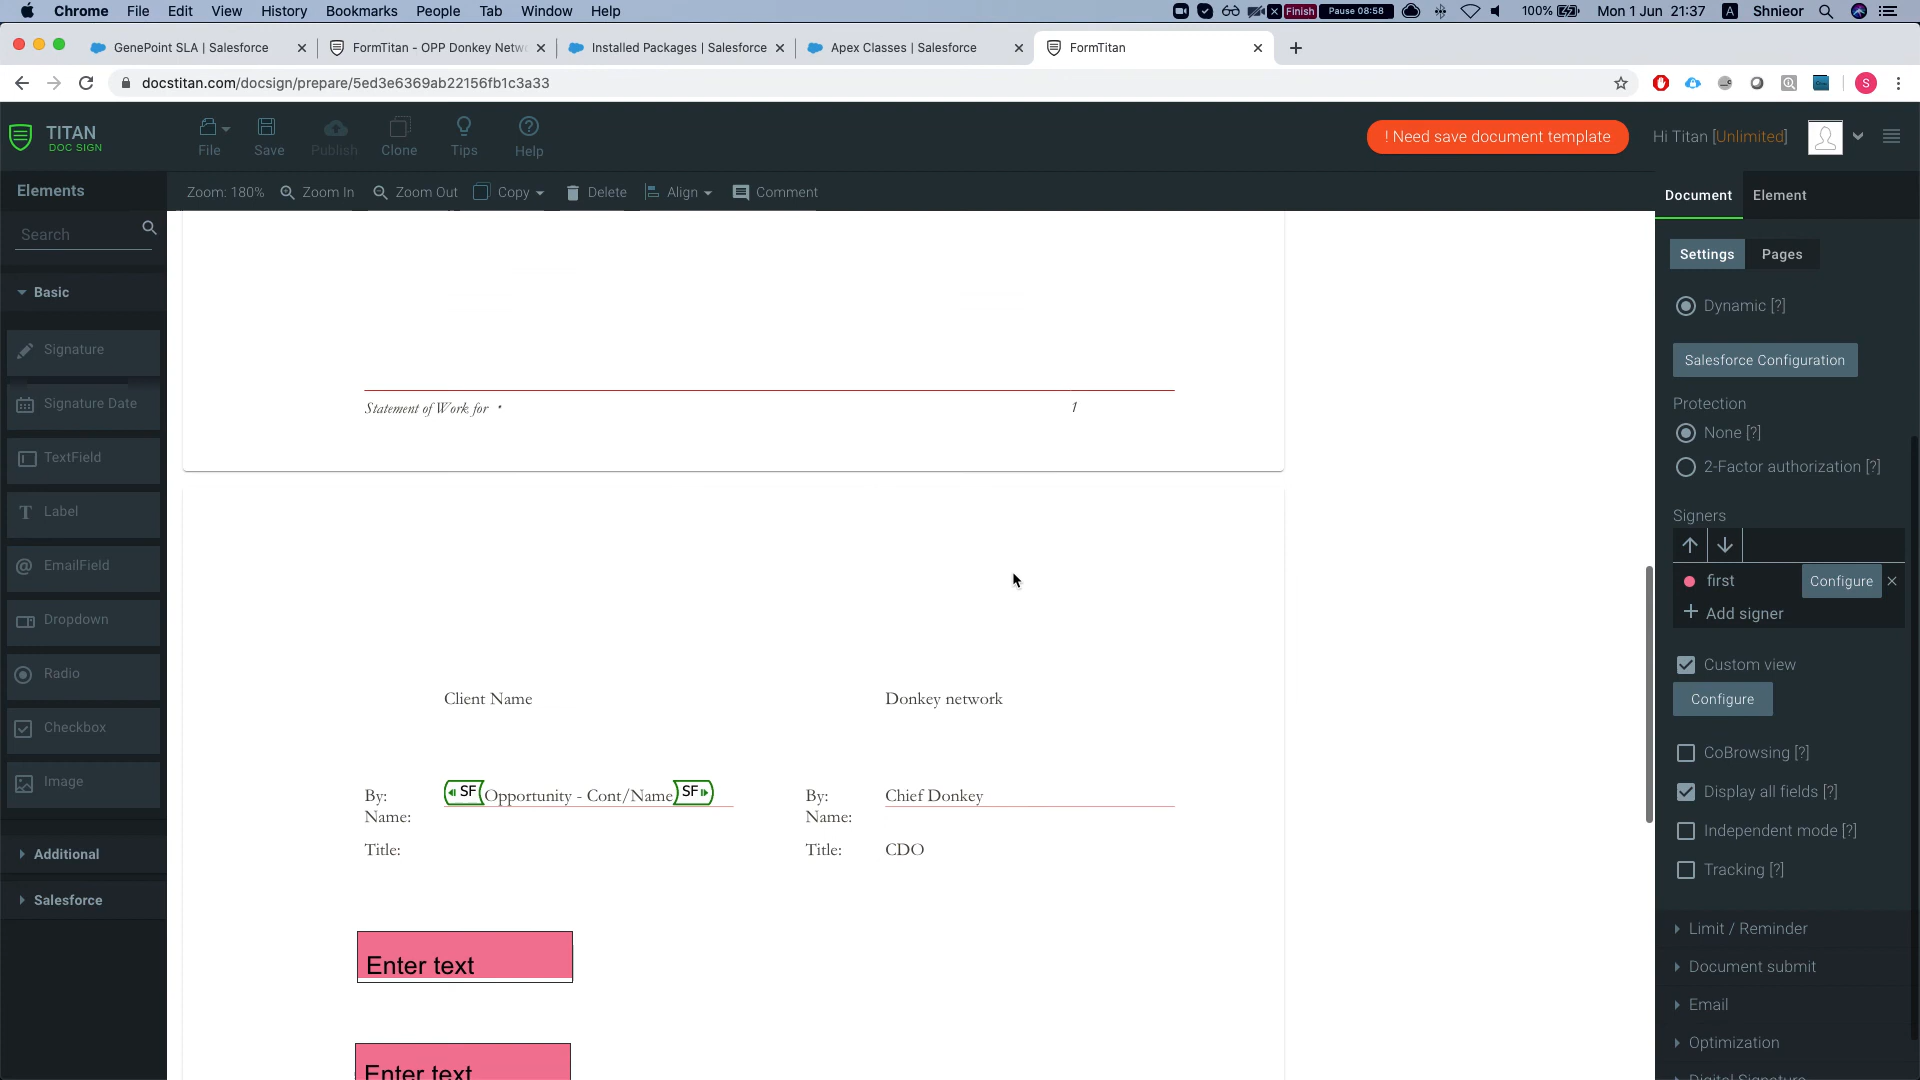 Chrome File Edit View History Bookmarks People Tab Window Help
Finish Pause 08:58 100% Mon 1 Jun 21:37 A Shnieor
GenePoint SLA | Salesforce
FormTitan - OPP Donkey Netw
Installed Packages | Salesforce
Apex Classes | Salesforce
FormTitan
docstitan.com/docsign/prepare/5ed3e6369ab22156fb1c3a33
S
TITAN
DOC SIGN
File Save Publish Clone Tips Help
! Need save document template
Hi Titan [Unlimited]
Elements
Zoom: 180% Zoom In Zoom Out Copy Delete Align Comment
Document Element
Search
Settings Pages
Basic
Signature
Signature Date
TextField
Label
EmailField
Dropdown
Radio
Checkbox
Image
Additional
Salesforce
Statement of Work for • 1
Client Name Donkey network
By: SF Opportunity - Cont/Name SF By: Chief Donkey
Name: Name:
Title: Title: CDO
Enter text
Enter text
Dynamic [?]
Salesforce Configuration
Protection
None [?]
2-Factor authorization [?]
Signers
first Configure
Add signer
Custom view
Configure
CoBrowsing [?]
Display all fields [?]
Independent mode [?]
Tracking [?]
Limit / Reminder
Document submit
Email
Optimization
Digital Signature